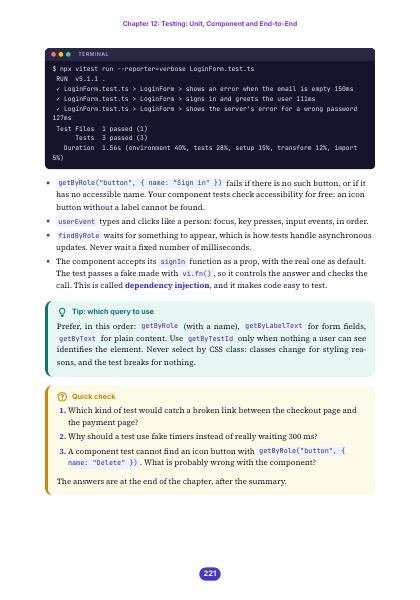 Chapter 12: Testing: Unit, Component and End-to-End
TERMINAL
$ npx vitest run --reporter=verbose LoginForm.test.ts
RUN v5.1.1 .
✓ LoginForm.test.ts > LoginForm > shows an error when the email is empty 150ms
✓ LoginForm.test.ts > LoginForm > signs in and greets the user 111ms
✓ LoginForm.test.ts > LoginForm > shows the server's error for a wrong password
127ms
Test Files 1 passed (1)
Tests 3 passed (3)
Duration 1.56s (environment 40%, tests 28%, setup 15%, transform 12%, import
5%)
• getByRole("button", { name: "Sign in" }) fails if there is no such button, or if it
has no accessible name. Your component tests check accessibility for free: an icon
button without a label cannot be found.
• userEvent types and clicks like a person: focus, key presses, input events, in order.
• findByRole waits for something to appear, which is how tests handle asynchronous
updates. Never wait a fixed number of milliseconds.
• The component accepts its signIn function as a prop, with the real one as default.
The test passes a fake made with vi.fn(), so it controls the answer and checks the
call. This is called dependency injection, and it makes code easy to test.
Tip: which query to use
Prefer, in this order: getByRole (with a name), getByLabelText for form fields,
getByText for plain content. Use getByTestId only when nothing a user can see
identifies the element. Never select by CSS class: classes change for styling rea-
sons, and the test breaks for nothing.
Quick check
1. Which kind of test would catch a broken link between the checkout page and
the payment page?
2. Why should a test use fake timers instead of really waiting 300 ms?
3. A component test cannot find an icon button with getByRole("button", {
name: "Delete" }). What is probably wrong with the component?
The answers are at the end of the chapter, after the summary.
221